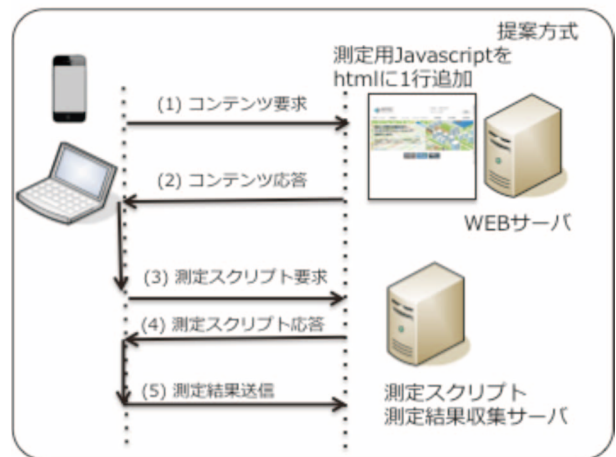 提案方式
測定用Javascriptを
htmlに1行追加
(1) コンテンツ要求
(2) コンテンツ応答
WEBサーバ
(3) 測定スクリプト要求
(4) 測定スクリプト応答
(5) 測定結果送信
測定スクリプト
測定結果収集サーバ